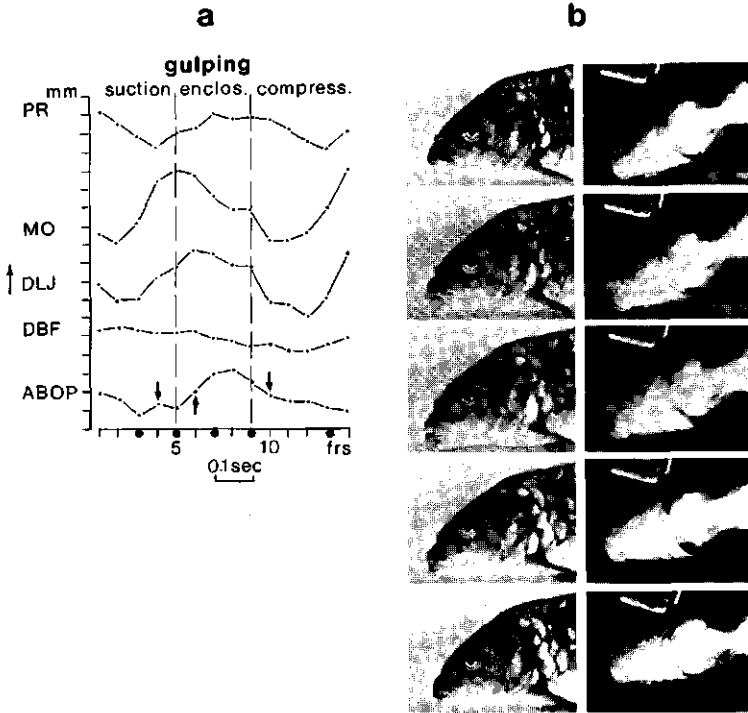 a
b
gulping
mm suction enclos. compress.
PR
MO
DLJ
DBF
ABOP
5 10 frs
0.1sec